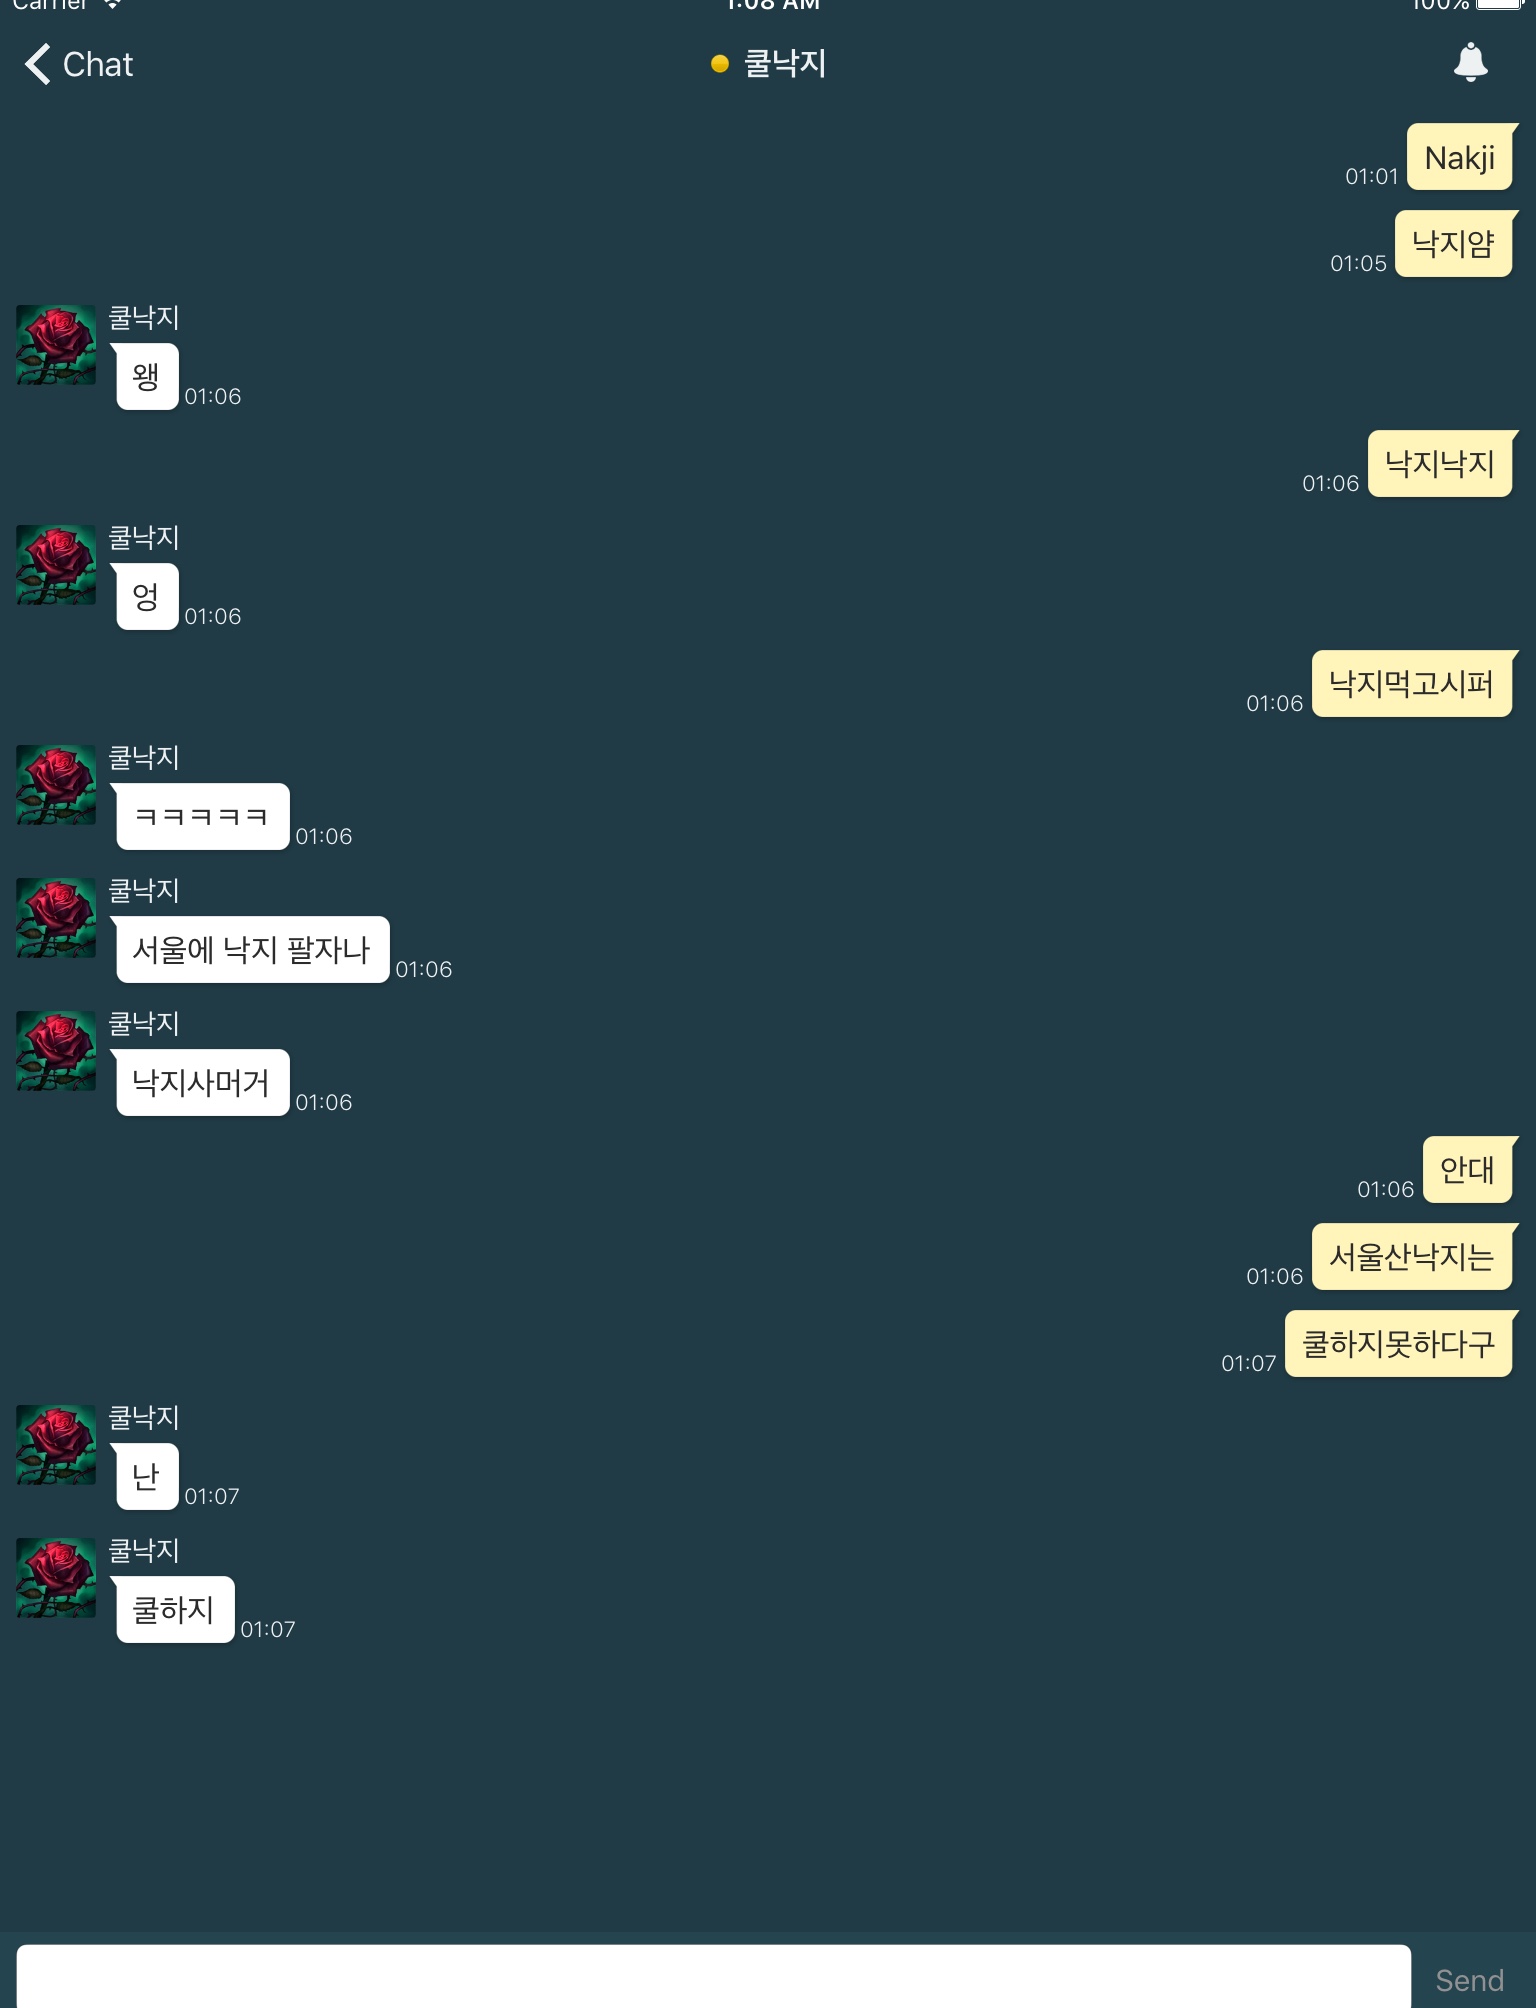 Carrier
1:08 AM
100%
Chat
쿨낙지
Nakji
01:01
낙지얌
01:05
쿨낙지
왱
01:06
낙지낙지
01:06
쿨낙지
엉
01:06
낙지먹고시퍼
01:06
쿨낙지
ㅋㅋㅋㅋㅋ
01:06
쿨낙지
서울에 낙지 팔자나
01:06
쿨낙지
낙지사머거
01:06
안대
01:06
서울산낙지는
01:06
쿨하지못하다구
01:07
쿨낙지
난
01:07
쿨낙지
쿨하지
01:07
Send